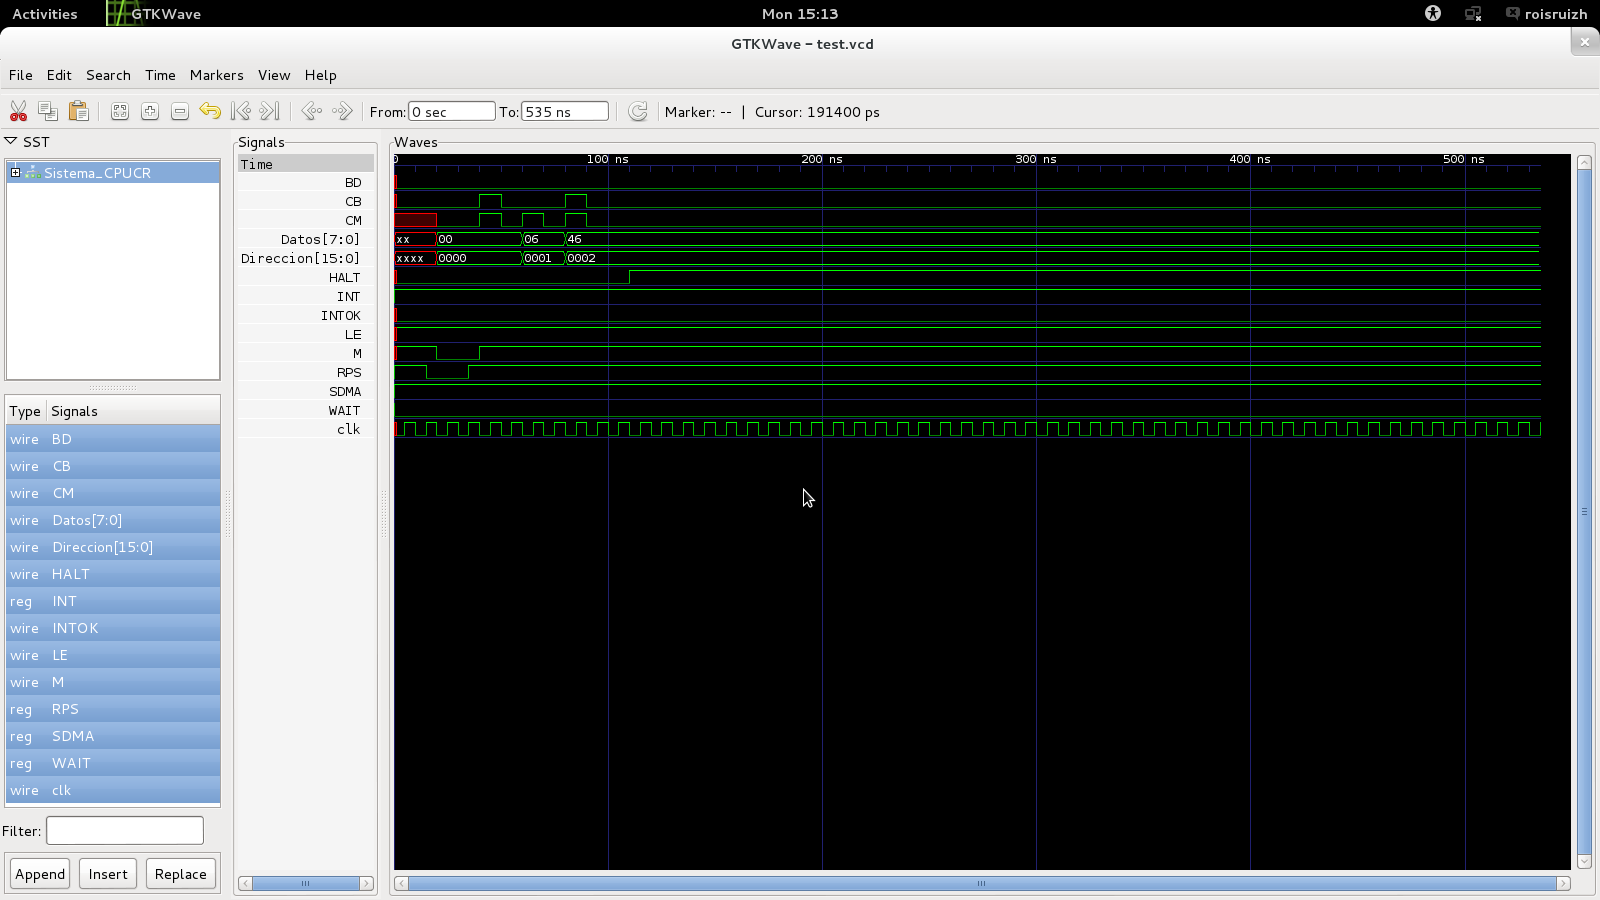 Activities GTKWave Mon 15:13 roisruizh
GTKWave – test.vcd
File Edit Search Time Markers View Help
From: 0 sec To: 535 ns Marker: -- | Cursor: 191400 ps
SST
Sistema_CPUCR
Type Signals
wire BD
wire CB
wire CM
wire Datos[7:0]
wire Direccion[15:0]
wire HALT
reg INT
wire INTOK
wire LE
wire M
reg RPS
reg SDMA
reg WAIT
wire clk
Filter:
Append Insert Replace
Signals
Time
BD
CB
CM
Datos[7:0]
Direccion[15:0]
HALT
INT
INTOK
LE
M
RPS
SDMA
WAIT
clk
Waves
0 100 ns 200 ns 300 ns 400 ns 500 ns
xx 00 06 46
xxxx 0000 0001 0002